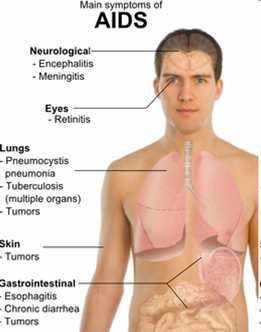 Main symptoms of
AIDS
Neurological
- Encephalitis
- Meningitis
Eyes
- Retinitis
Lungs
- Pneumocystis
pneumonia
- Tuberculosis
(multiple organs)
- Tumors
Skin
- Tumors
Gastrointestinal
- Esophagitis
- Chronic diarrhea
- Tumors